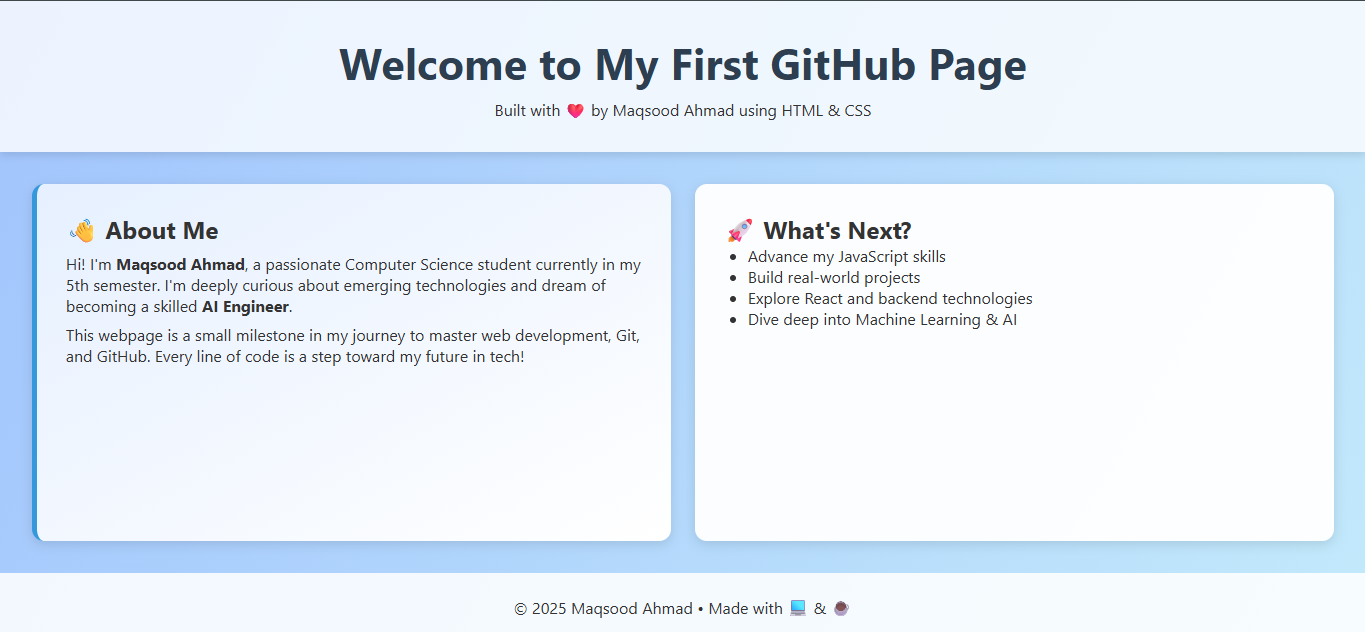 Welcome to My First GitHub Page
Built with ❤️ by Maqsood Ahmad using HTML & CSS
👋 About Me
Hi! I'm Maqsood Ahmad, a passionate Computer Science student currently in my
5th semester. I'm deeply curious about emerging technologies and dream of
becoming a skilled AI Engineer.
This webpage is a small milestone in my journey to master web development, Git,
and GitHub. Every line of code is a step toward my future in tech!
🚀 What's Next?
• Advance my JavaScript skills
• Build real-world projects
• Explore React and backend technologies
• Dive deep into Machine Learning & AI
© 2025 Maqsood Ahmad • Made with 💻 & ☕